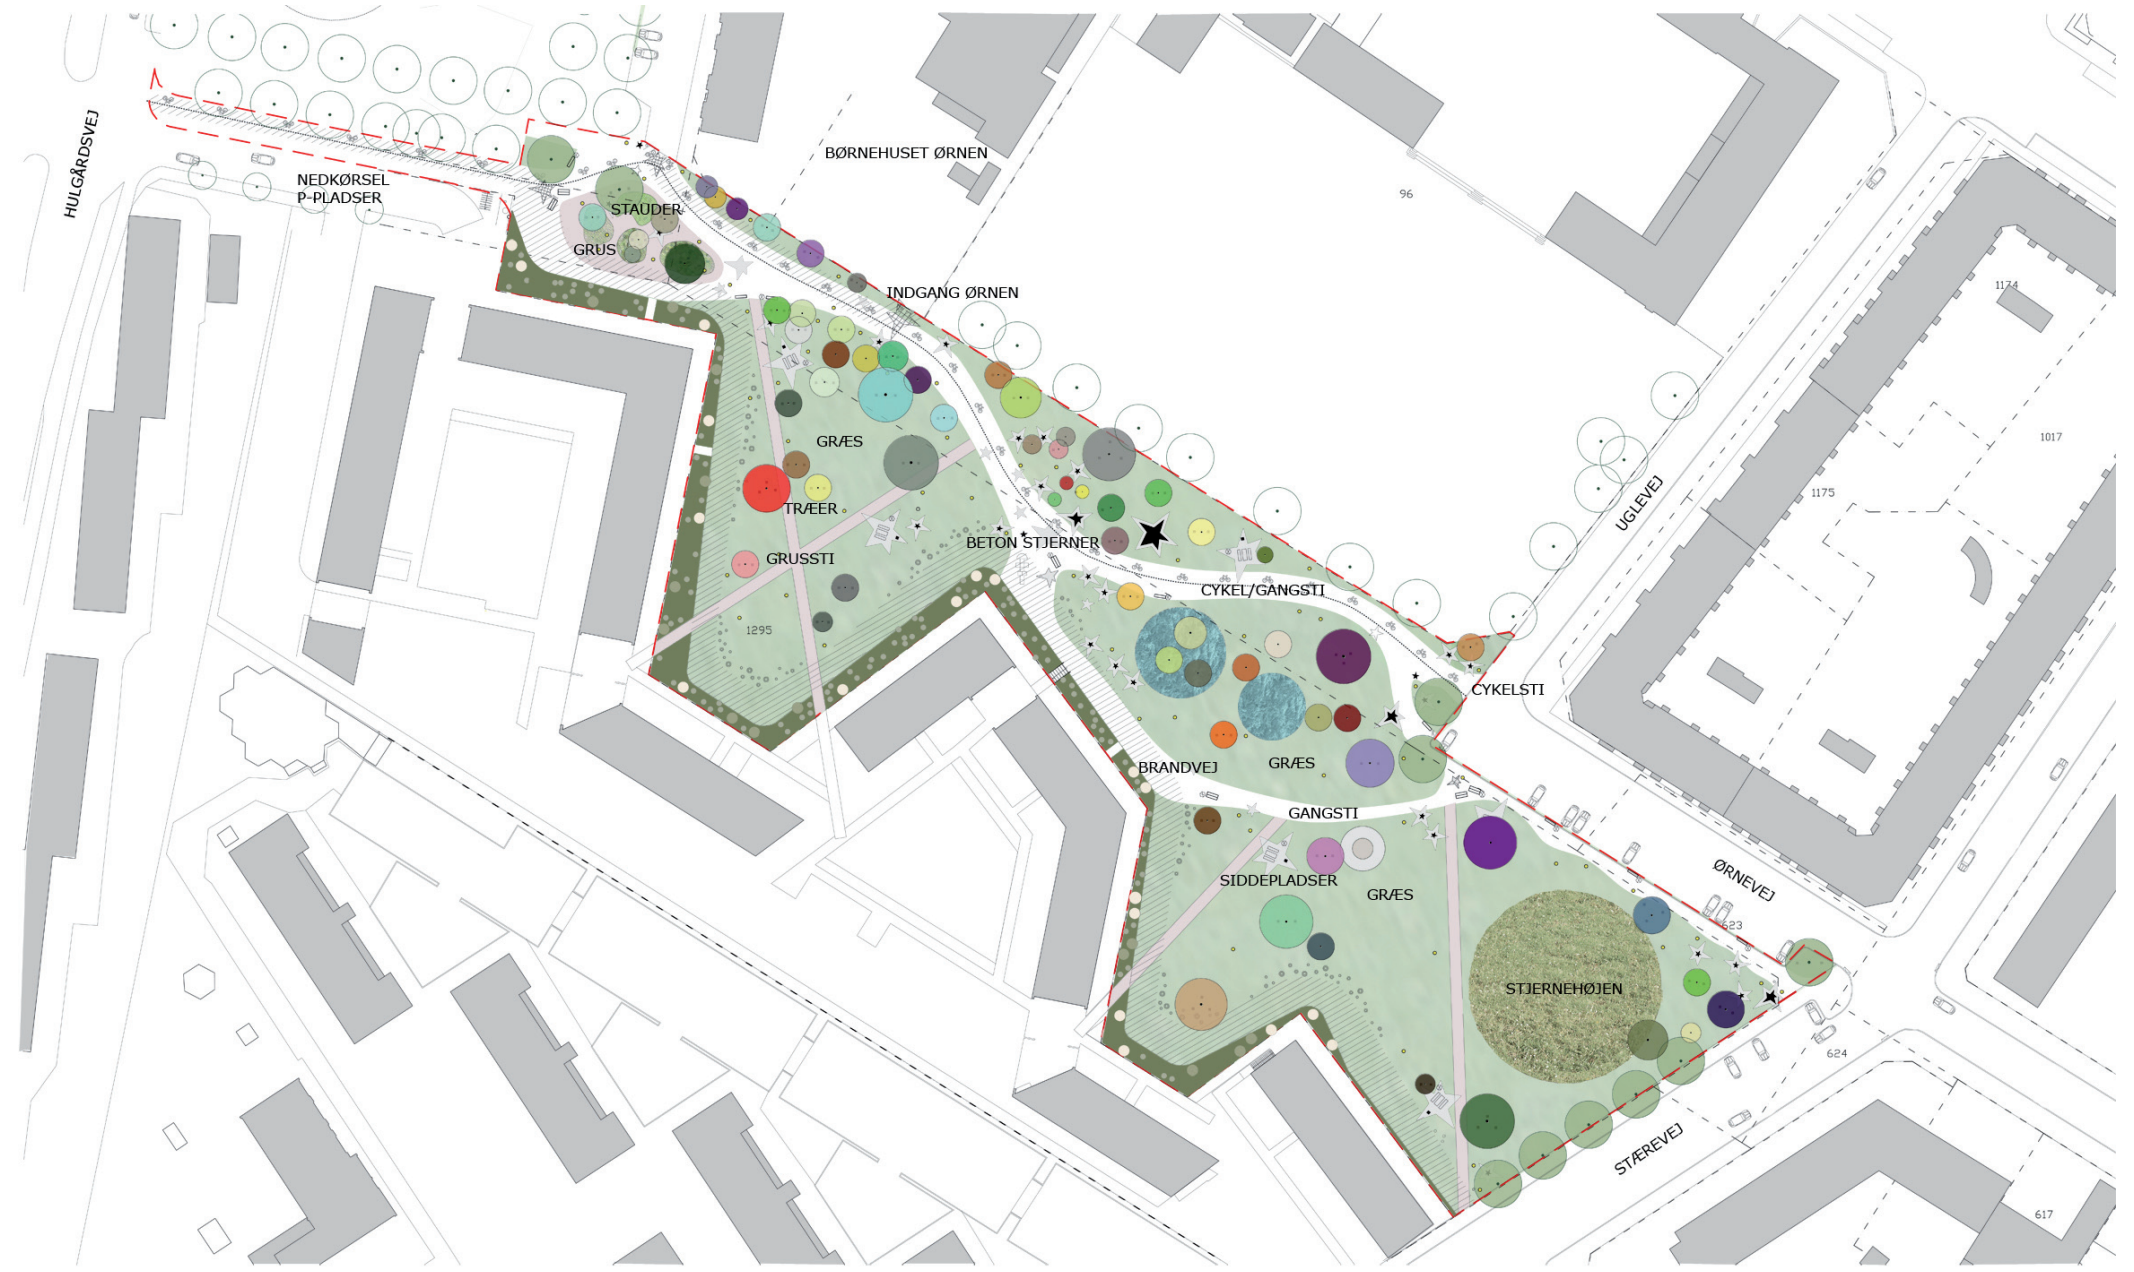 HULGÅRDSVEJ
NEDKØRSEL
P-PLADSER
BØRNEHUSET ØRNEN
96
STAUDER
GRUS
INDGANG ØRNEN
1174
1017
1175
UGLEVEJ
GRÆS
TRÆER
BETON STJERNER
GRUSSTI
CYKEL/GANGSTI
1295
CYKELSTI
BRANDVEJ
GRÆS
GANGSTI
ØRNEVEJ
SIDDEPLADSER
GRÆS
623
STJERNEHØJEN
624
STÆREVEJ
617